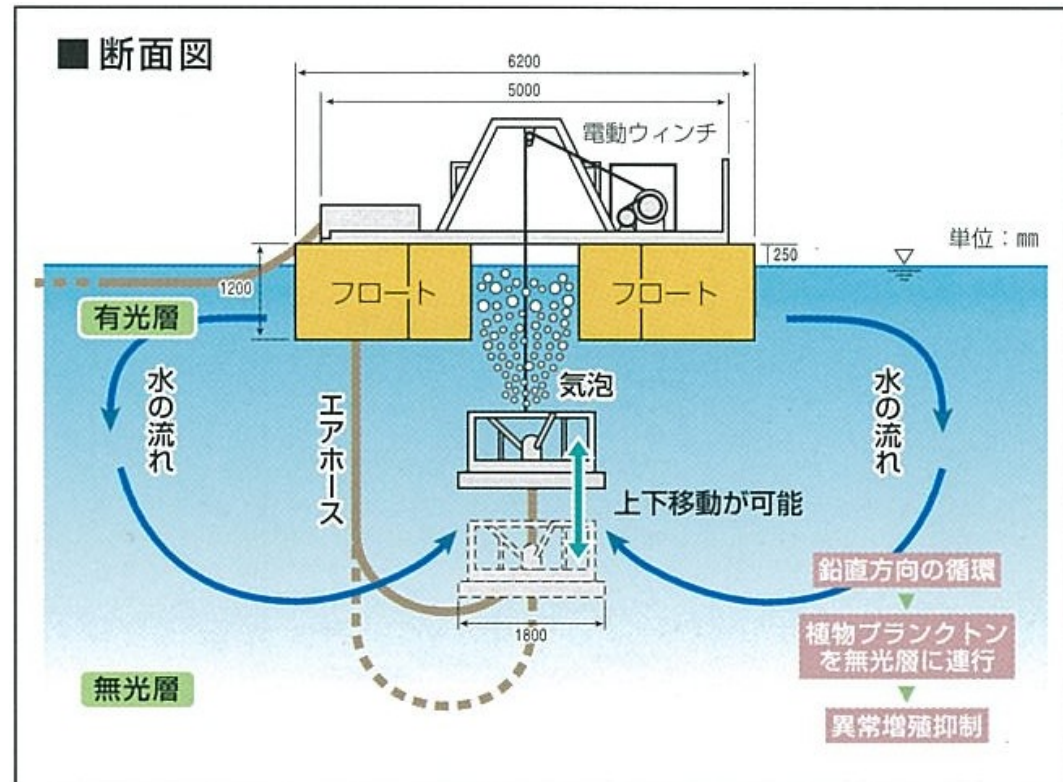 ■断面図
6200
5000
電動ウィンチ
単位：㎜
250
1200
フロート
フロート
有光層
気泡
水の流れ
エアホース
水の流れ
上下移動が可能
鉛直方向の循環
1800
植物プランクトン
を無光層に連行
無光層
異常増殖抑制